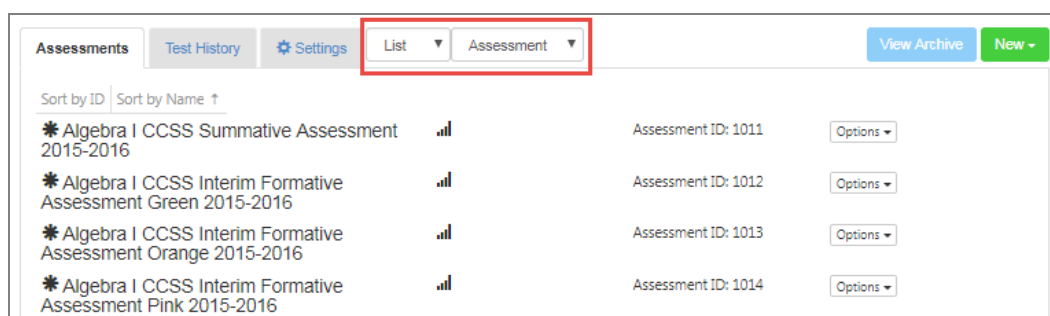 Assessments Test History Settings List Assessment View Archive New
Sort by ID Sort by Name ↑
✱ Algebra I CCSS Summative Assessment Assessment ID: 1011 Options
2015-2016
✱ Algebra I CCSS Interim Formative Assessment ID: 1012 Options
Assessment Green 2015-2016
✱ Algebra I CCSS Interim Formative Assessment ID: 1013 Options
Assessment Orange 2015-2016
✱ Algebra I CCSS Interim Formative Assessment ID: 1014 Options
Assessment Pink 2015-2016